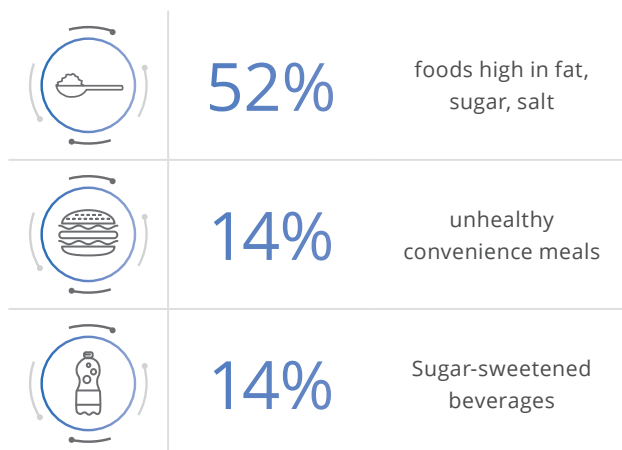 52%
foods high in fat,
sugar, salt
14%
unhealthy
convenience meals
14%
Sugar-sweetened
beverages